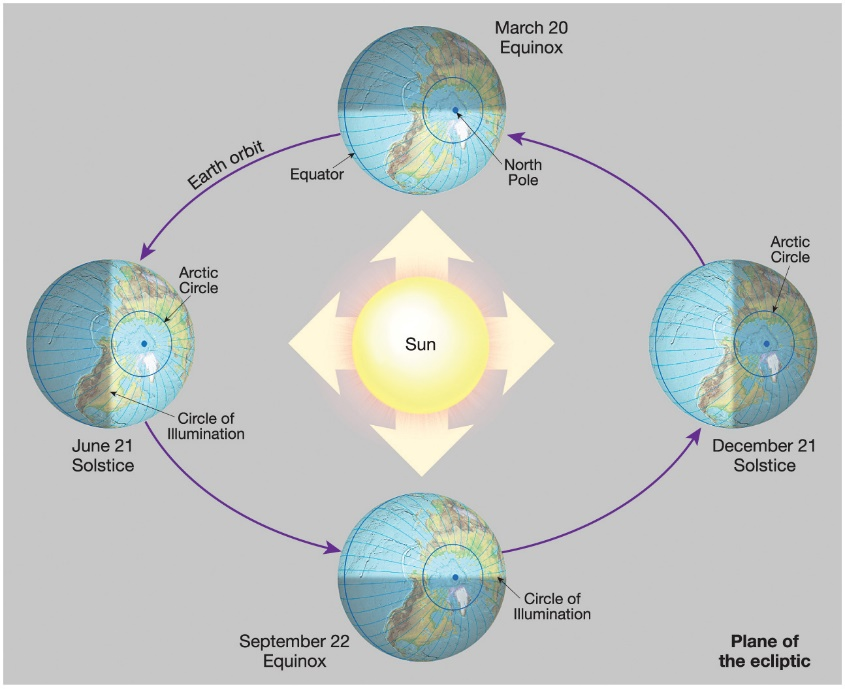 March 20
Equinox
Earth orbit
Equator
North
Pole
Arctic
Circle
Arctic
Circle
Sun
Circle of
Illumination
June 21
Solstice
December 21
Solstice
Circle of
Illumination
September 22
Equinox
Plane of
the ecliptic